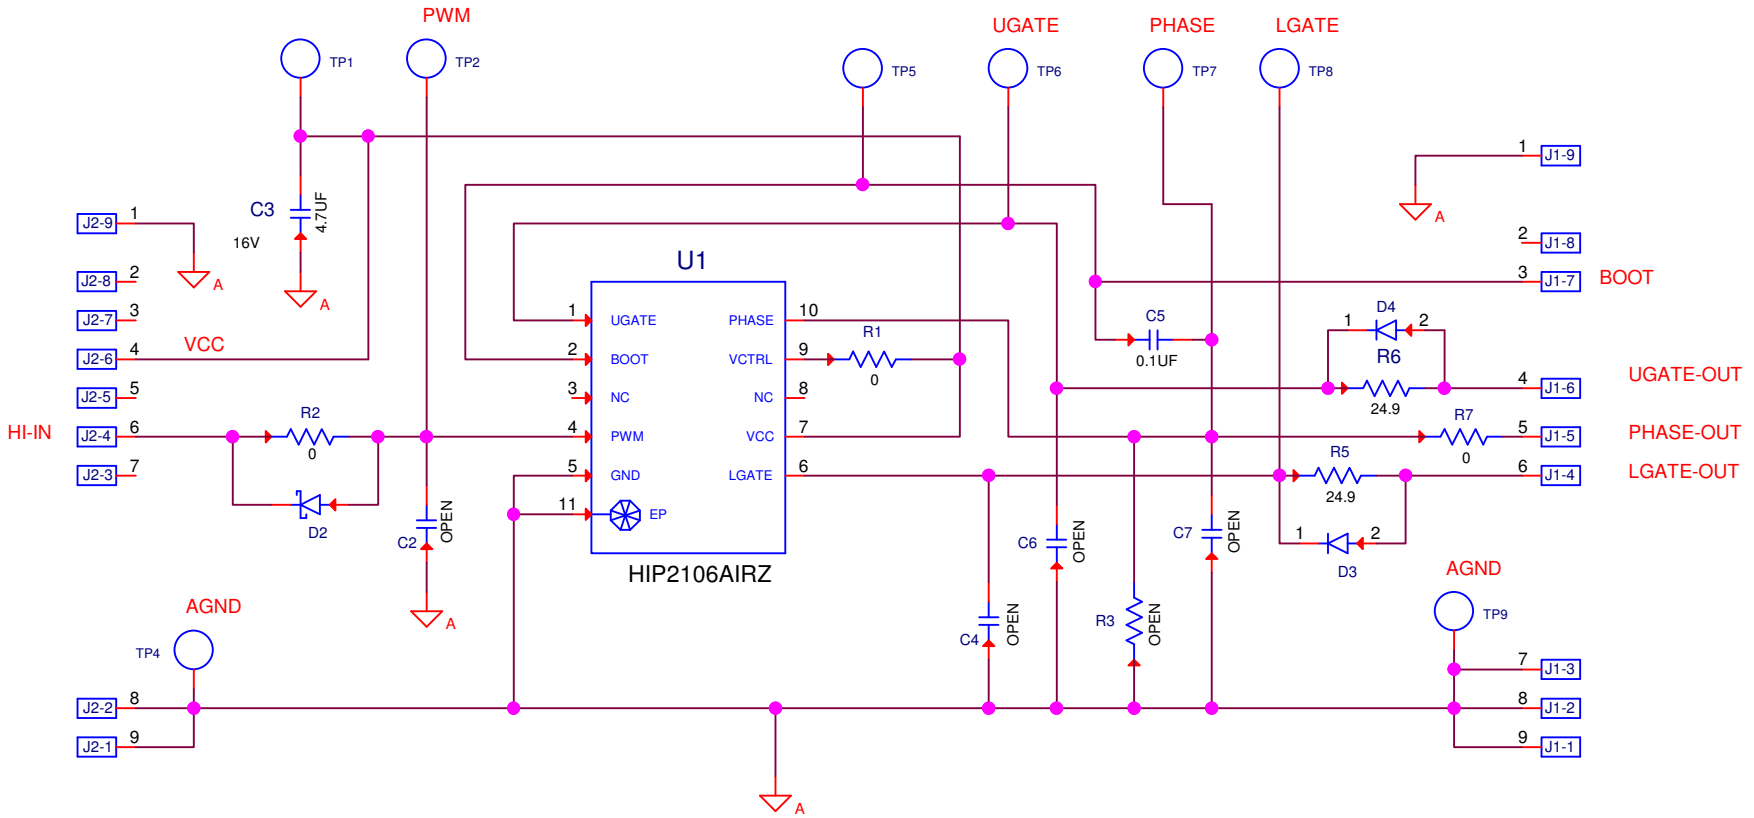 PWM
UGATE
PHASE
LGATE
TP1
TP2
TP5
TP6
TP7
TP8
1
J1-9
C3
4.7UF
16V
A
J2-9
1
A
J2-8
2
A
2
J1-8
U1
3
J1-7
BOOT
J2-7
3
VCC
J2-6
4
J2-5
5
HI-IN
J2-4
6
J2-3
7
R2
0
D2
C2
OPEN
A
1
UGATE
2
BOOT
3
NC
4
PWM
5
GND
11
EP
PHASE
10
VCTRL
9
NC
8
VCC
7
LGATE
6
HIP2106AIRZ
R1
0
C5
0.1UF
D4
1
2
R6
24.9
4
J1-6
UGATE-OUT
R7
0
5
J1-5
PHASE-OUT
R5
24.9
6
J1-4
LGATE-OUT
1
2
D3
C6
OPEN
C7
OPEN
C4
OPEN
R3
OPEN
AGND
TP4
AGND
TP9
7
J1-3
J2-2
8
8
J1-2
J2-1
9
9
J1-1
A